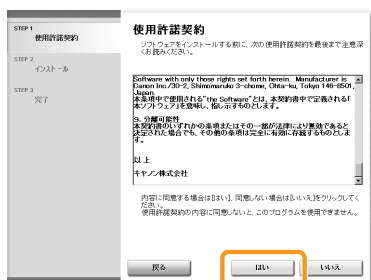 STEP 1
使用許諾契約
STEP 2
インストール
STEP 3
完了
使用許諾契約
ソフトウェアをインストールする前に、次の使用許諾契約を最後まで注意深
くお読みください。
Software with only those rights set forth herein. Manufacturer is
Canon Inc./30-2, Shimomaruko 3-chome, Ohta-ku, Tokyo 146-8501,
Japan.
本条項中で使用される"the Software"とは、本契約書中で定義される「
本ソフトウェア」を意味し、指し示すものとします。
9. 分離可能性
本契約書のいずれかの条項またはその一部が法律により無効であると
決定された場合でも、その他の条項は完全に有効に存続するものとしま
す。
以 上
キヤノン株式会社
内容に同意する場合は[はい]、同意しない場合は[いいえ]をクリックしてく
ださい。
使用許諾契約の内容に同意しないと、このプログラムを使用できません。
戻る
はい
いいえ